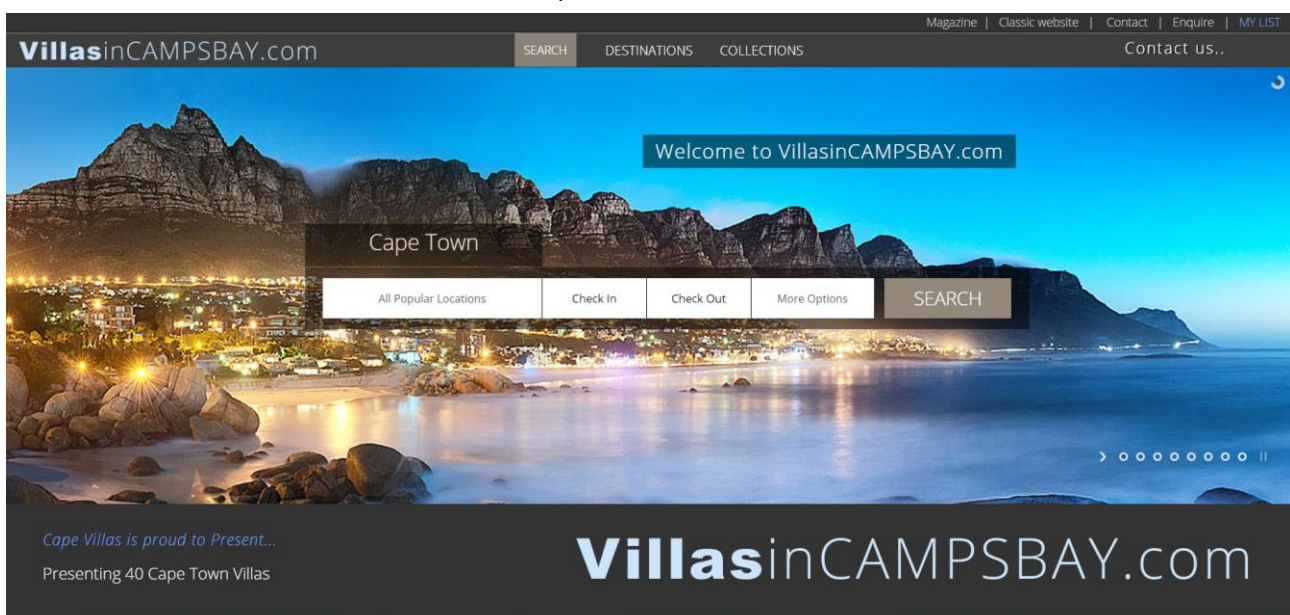 Magazine | Classic website | Contact | Enquire | MY LIST
VillasinCAMPSBAY.com
SEARCH DESTINATIONS COLLECTIONS
Contact us..
Welcome to VillasinCAMPSBAY.com
Cape Town
All Popular Locations Check In Check Out More Options SEARCH
Cape Villas is proud to Present...
Presenting 40 Cape Town Villas
VillasinCAMPSBAY.com